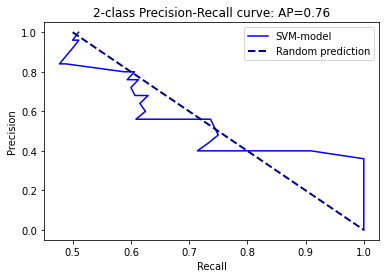 2-class Precision-Recall curve: AP=0.76
SVM-model
Random prediction
Precision
1.0
0.8
0.6
0.4
0.2
0.0
0.5 0.6 0.7 0.8 0.9 1.0
Recall